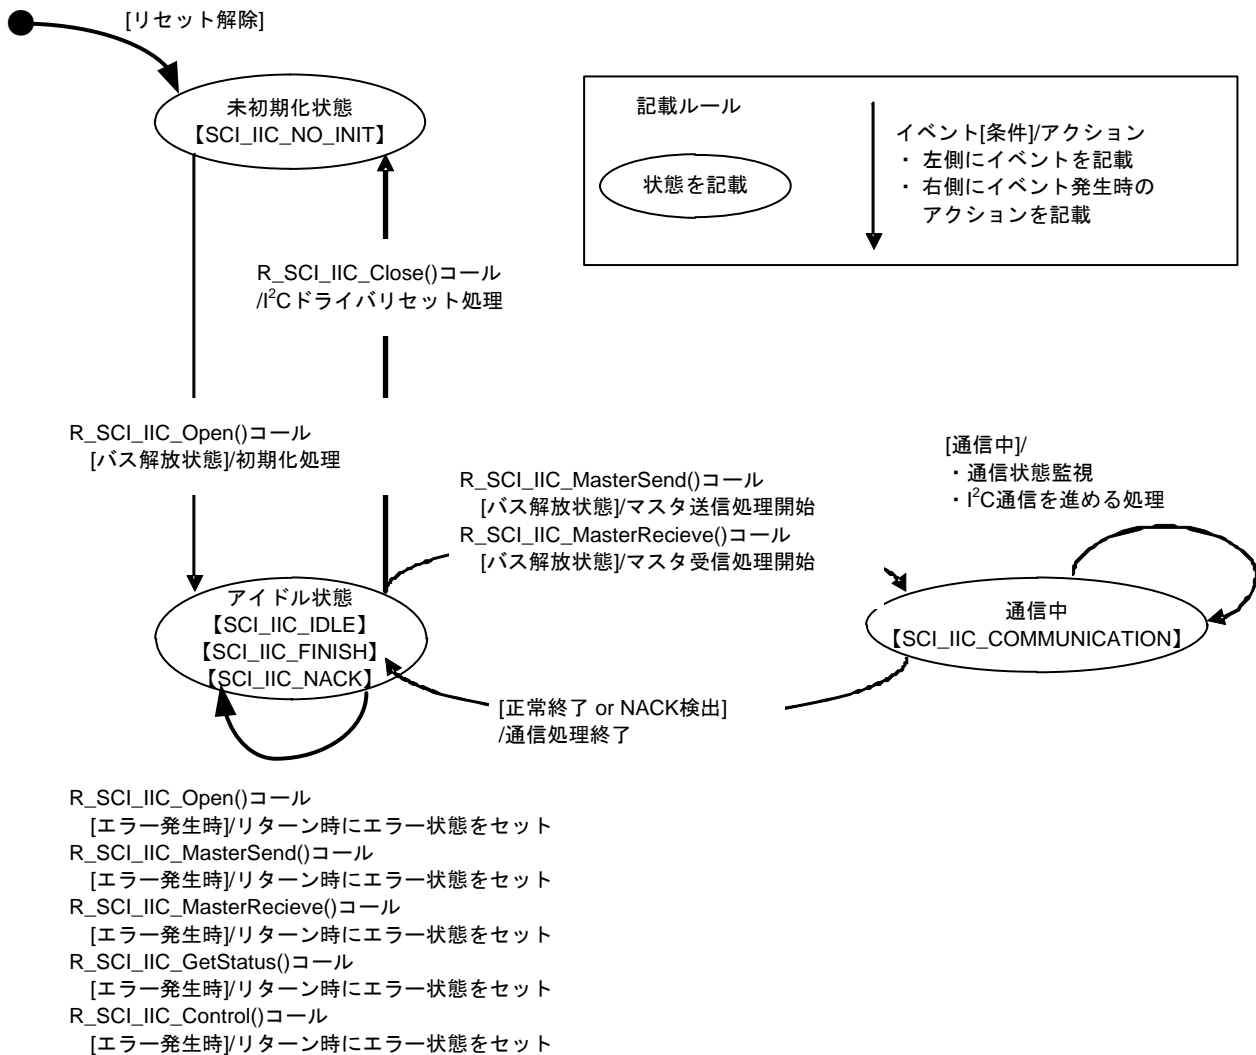 [リセット解除]
未初期化状態
【SCI_IIC_NO_INIT】
記載ルール
状態を記載
イベント[条件]/アクション
・ 左側にイベントを記載
・ 右側にイベント発生時の
アクションを記載
R_SCI_IIC_Close()コール
/I²Cドライバリセット処理
R_SCI_IIC_Open()コール
[バス解放状態]/初期化処理
R_SCI_IIC_MasterSend()コール
[バス解放状態]/マスタ送信処理開始
R_SCI_IIC_MasterRecieve()コール
[バス解放状態]/マスタ受信処理開始
[通信中]/
・通信状態監視
・I²C通信を進める処理
アイドル状態
【SCI_IIC_IDLE】
【SCI_IIC_FINISH】
【SCI_IIC_NACK】
通信中
【SCI_IIC_COMMUNICATION】
[正常終了 or NACK検出]
/通信処理終了
R_SCI_IIC_Open()コール
[エラー発生時]/リターン時にエラー状態をセット
R_SCI_IIC_MasterSend()コール
[エラー発生時]/リターン時にエラー状態をセット
R_SCI_IIC_MasterRecieve()コール
[エラー発生時]/リターン時にエラー状態をセット
R_SCI_IIC_GetStatus()コール
[エラー発生時]/リターン時にエラー状態をセット
R_SCI_IIC_Control()コール
[エラー発生時]/リターン時にエラー状態をセット